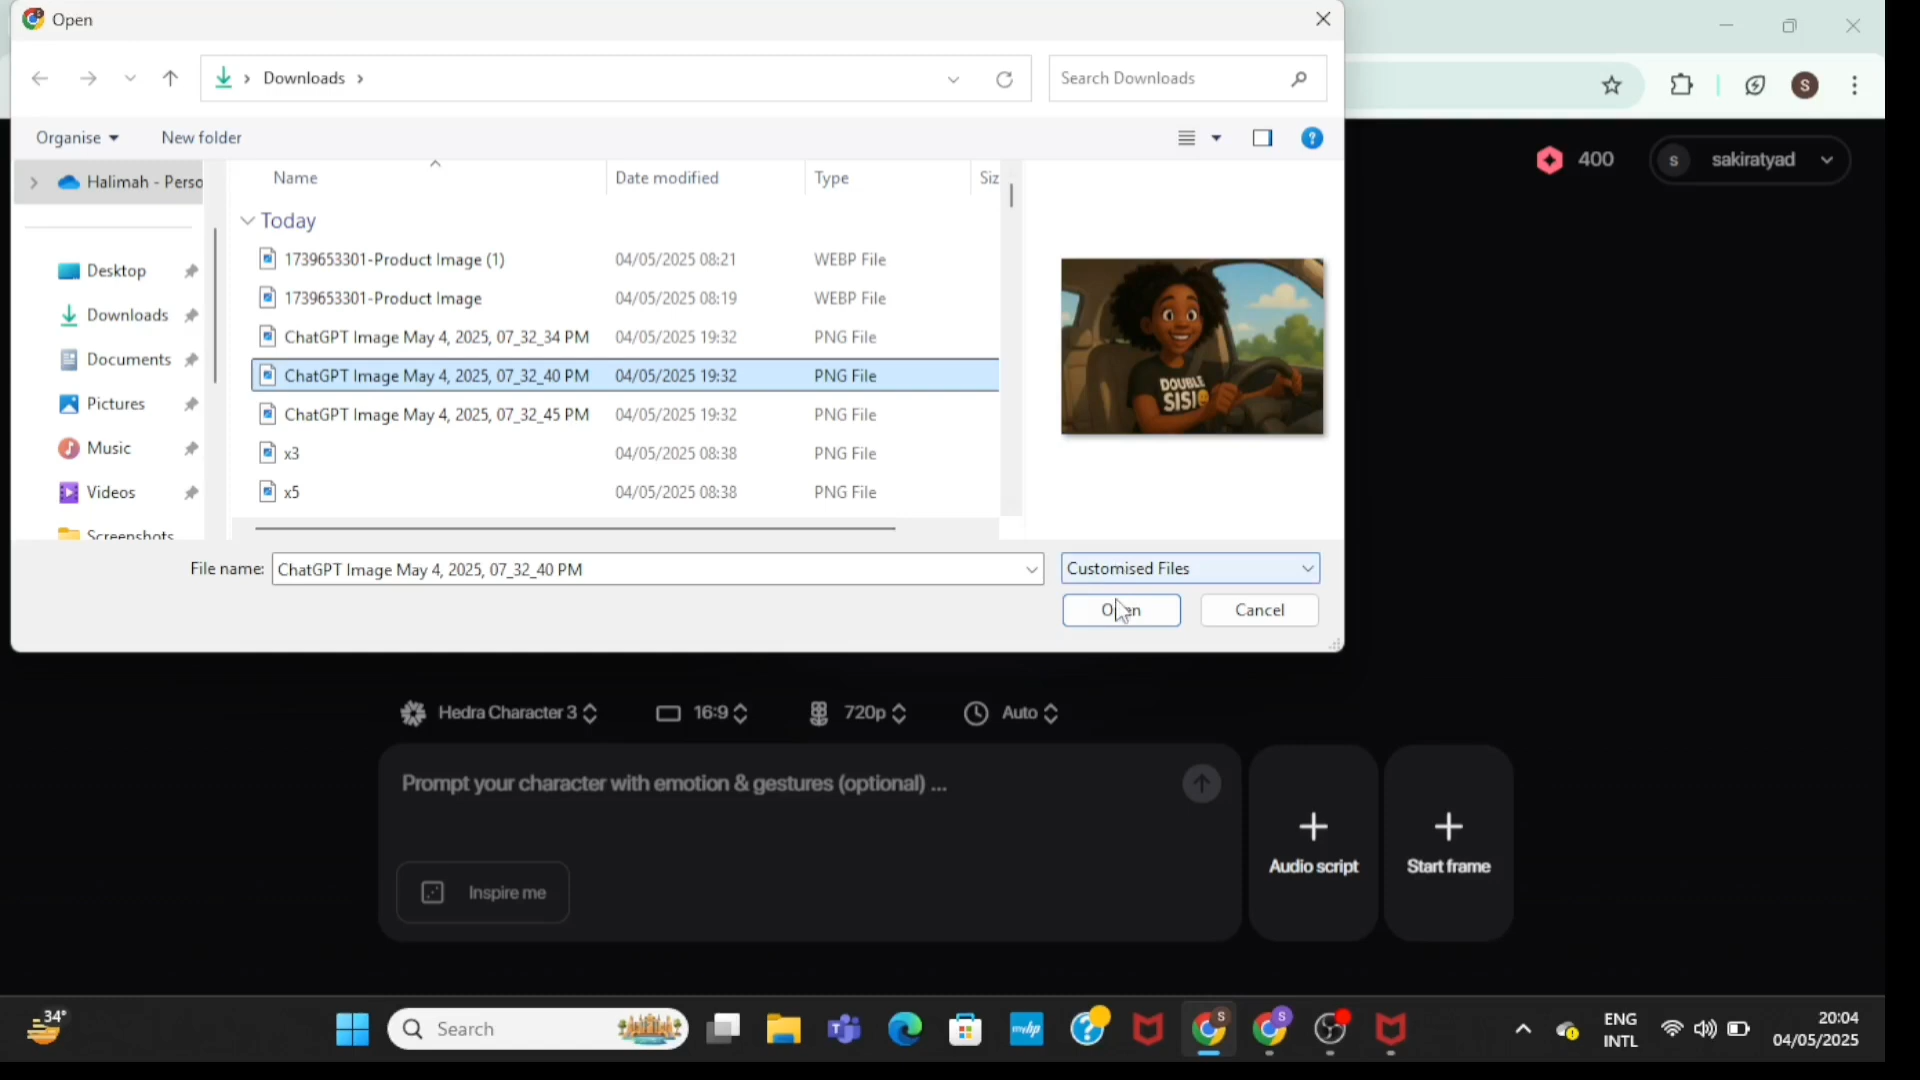 Open
Downloads
Search Downloads
Organise
New folder
Halimah - Perso
Name
Date modified
Type
Siz
Today
1739653301-Product Image (1)
04/05/2025 08:21
WEBP File
1739653301-Product Image
04/05/2025 08:19
WEBP File
ChatGPT Image May 4, 2025, 07_32_34 PM
04/05/2025 19:32
PNG File
ChatGPT Image May 4, 2025, 07_32_40 PM
04/05/2025 19:32
PNG File
ChatGPT Image May 4, 2025, 07_32_45 PM
04/05/2025 19:32
PNG File
x3
04/05/2025 08:38
PNG File
x5
04/05/2025 08:38
PNG File
Desktop
Downloads
Documents
Pictures
Music
Videos
Screenshots
DOUBLE
SISI
File name:
ChatGPT Image May 4, 2025, 07_32_40 PM
Customised Files
Open
Cancel
S
400
s
sakiratyad
Hedra Character 3
16:9
720p
Auto
Prompt your character with emotion & gestures (optional) ...
Inspire me
Audio script
Start frame
34°
Search
myhp
S
S
ENG
INTL
20:04
04/05/2025